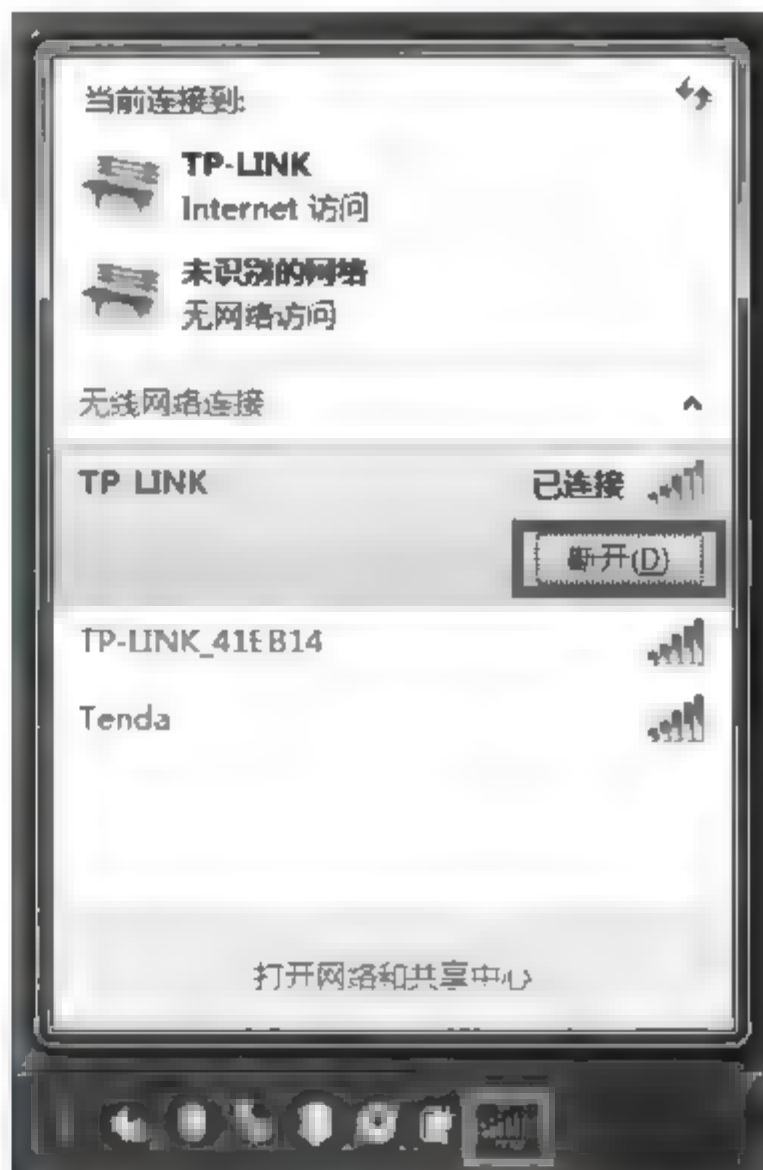 当前连接到:
TP-LINK
Internet 访问
未识别的网络
无网络访问
无线网络连接
TP LINK
已连接
断开(D)
TP-LINK_41EB14
Tenda
打开网络和共享中心